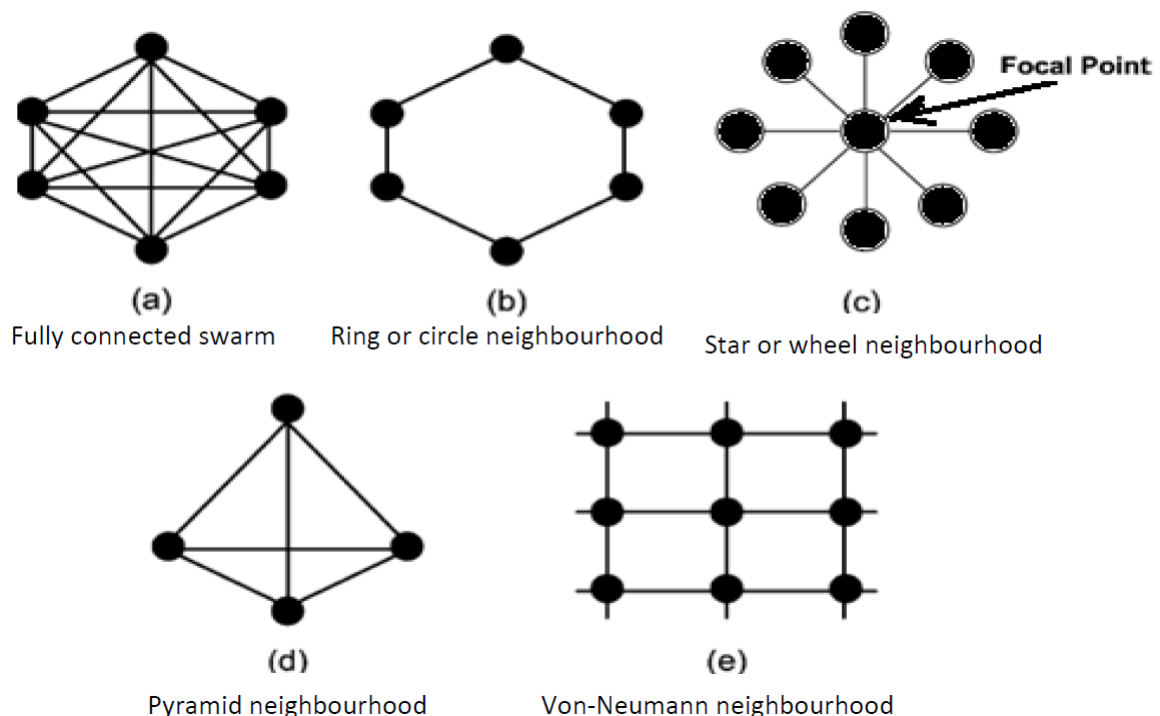 Focal Point
(a)
(b)
(c)
Fully connected swarm
Ring or circle neighbourhood
Star or wheel neighbourhood
(d)
(e)
Pyramid neighbourhood
Von-Neumann neighbourhood